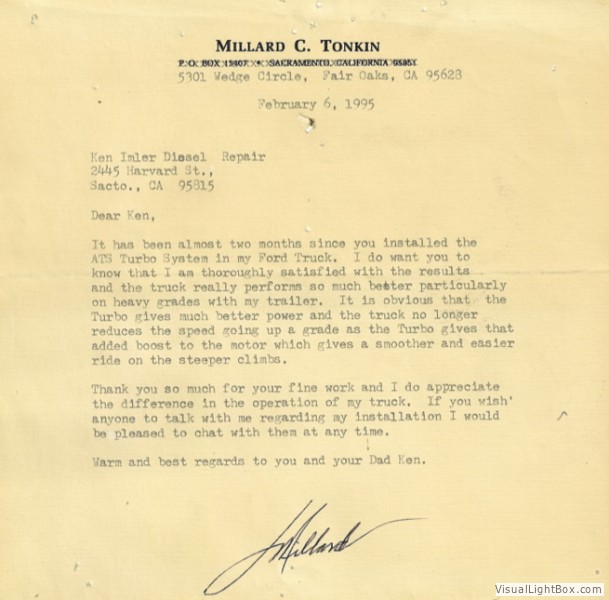 MILLARD C. TONKIN
P.O. BOX 15407 • SACRAMENTO, CALIFORNIA
5301 Wedge Circle, Fair Oaks, CA 95628
February 6, 1995
Ken Imler Diesel Repair
2445 Harvard St.,
Sacto., CA 95815
Dear Ken,
It has been almost two months since you installed the
ATS Turbo System in my Ford Truck. I do want you to
know that I am thoroughly satisfied with the results
and the truck really performs so much better particularly
on heavy grades with my trailer. It is obvious that the
Turbo gives much better power and the truck no longer
reduces the speed going up a grade as the Turbo gives that
added boost to the motor which gives a smoother and easier
ride on the steeper climbs.
Thank you so much for your fine work and I do appreciate
the difference in the operation of my truck. If you wish
anyone to talk with me regarding my installation I would
be pleased to chat with them at any time.
Warm and best regards to you and your Dad Ken.
Millard
VisualLightBox.com